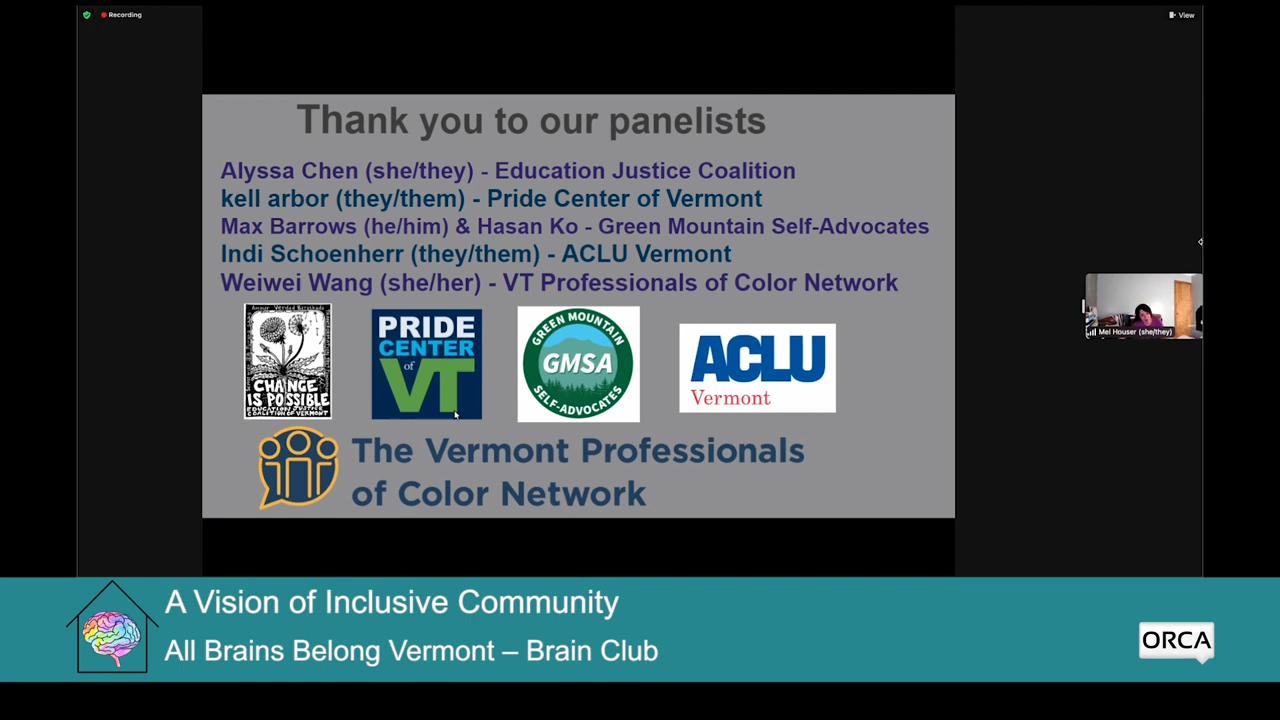 Recording
View
Thank you to our panelists
Alyssa Chen (she/they) - Education Justice Coalition
kell arbor (they/them) - Pride Center of Vermont
Max Barrows (he/him) & Hasan Ko - Green Mountain Self-Advocates
Indi Schoenherr (they/them) - ACLU Vermont
Weiwei Wang (she/her) - VT Professionals of Color Network
CHANGE
IS POSSIBLE
EDUCATION JUSTICE
COALITION OF VERMONT
PRIDE
CENTER
of
VT
GREEN MOUNTAIN
GMSA
SELF-ADVOCATES
ACLU
Vermont
Mel Houser (she/they)
The Vermont Professionals
of Color Network
A Vision of Inclusive Community
All Brains Belong Vermont – Brain Club
ORCA